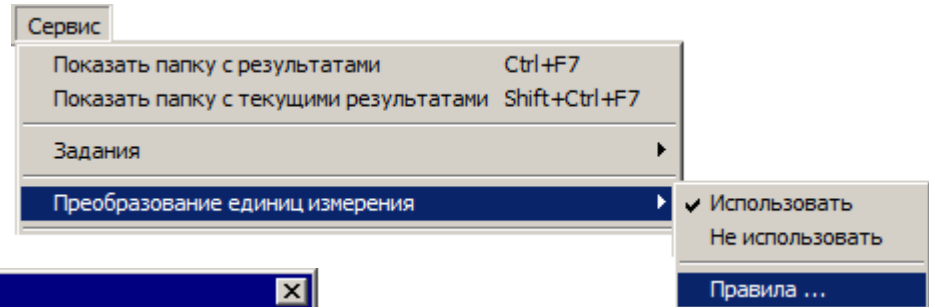 Сервис
Показать папку с результатами Ctrl+F7
Показать папку с текущими результатами Shift+Ctrl+F7
Задания
Преобразование единиц измерения
Использовать
Не использовать
Правила ...